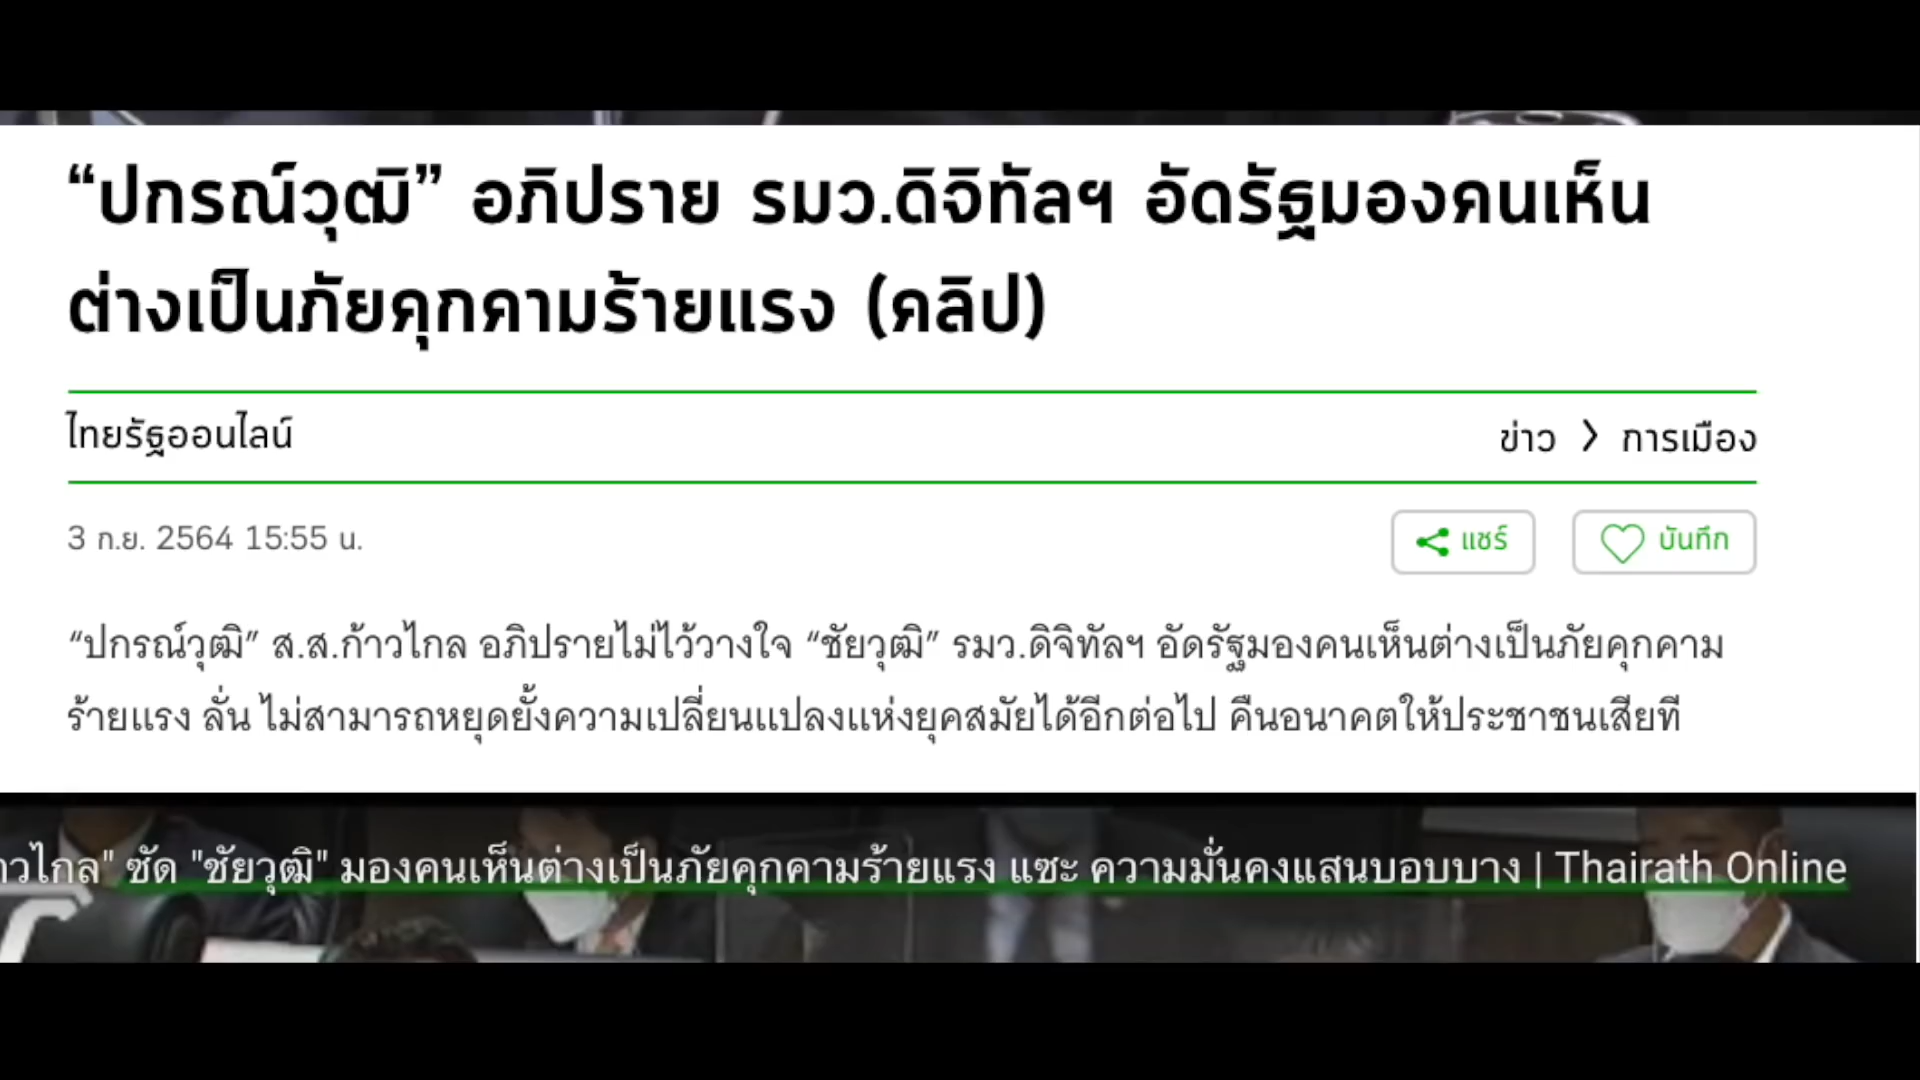 “ปกรณ์วุฒิ” อภิปราย รมว.ดิจิทัลฯ อัดรัฐมองคนเห็น
ต่างเป็นภัยคุกคามร้ายแรง (คลิป)
ไทยรัฐออนไลน์
ข่าว > การเมือง
3 ก.ย. 2564 15:55 น.
แชร์
บันทึก
“ปกรณ์วุฒิ” ส.ส.ก้าวไกล อภิปรายไม่ไว้วางใจ “ชัยวุฒิ” รมว.ดิจิทัลฯ อัดรัฐมองคนเห็นต่างเป็นภัยคุกคาม
ร้ายแรง ลั่น ไม่สามารถหยุดยั้งความเปลี่ยนแปลงแห่งยุคสมัยได้อีกต่อไป คืนอนาคตให้ประชาชนเสียที
าวไกล" ซัด "ชัยวุฒิ" มองคนเห็นต่างเป็นภัยคุกคามร้ายแรง แซะ ความมั่นคงแสนบอบบาง | Thairath Online